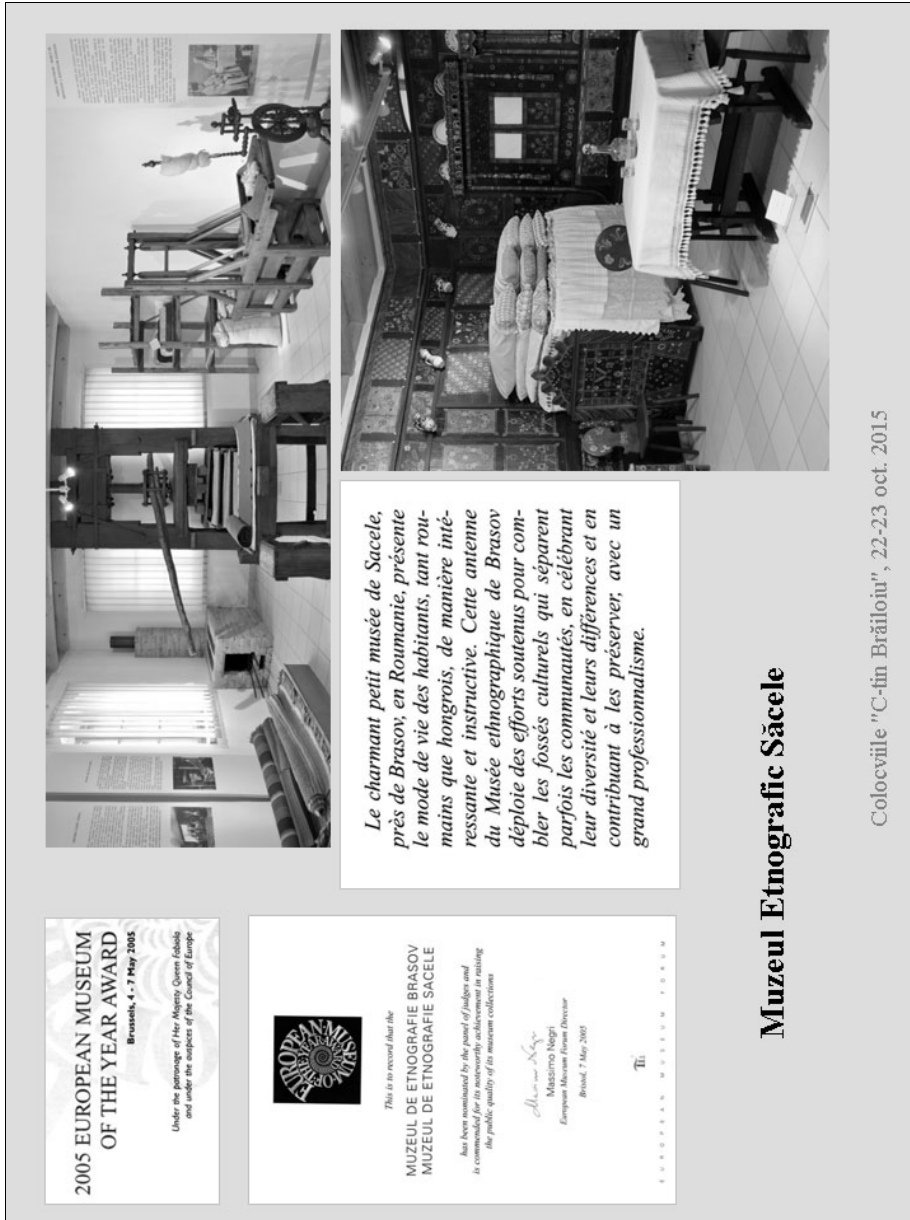 2005 EUROPEAN MUSEUM
OF THE YEAR AWARD
Brussels, 4 - 7 May 2005
Under the patronage of Her Majesty Queen Fabiola
and under the auspices of the Council of Europe
EUROPEAN MUSEUM OF THE YEAR AWARD
This is to record that the
MUZEUL DE ETNOGRAFIE BRASOV
MUZEUL DE ETNOGRAFIE SACELE
has been nominated by the panel of judges and
is commended for its noteworthy achievement in raising
the public quality of its museum collections
Massimo Negri
Massimo Negri
European Museum Forum Director
Bristol, 7 May 2005
EUROPEAN MUSEUM FORUM
Le charmant petit musée de Sacele,
près de Brasov, en Roumanie, présente
le mode de vie des habitants, tant rou-
mains que hongrois, de manière inté-
ressante et instructive. Cette antenne
du Musée ethnographique de Brasov
déploie des efforts soutenus pour com-
bler les fossés culturels qui séparent
parfois les communautés, en célébrant
leur diversité et leurs différences et en
contribuant à les préserver, avec un
grand professionnalisme.
Muzeul Etnografic Săcele
Colocviile "C-tin Brăiloiu", 22-23 oct. 2015